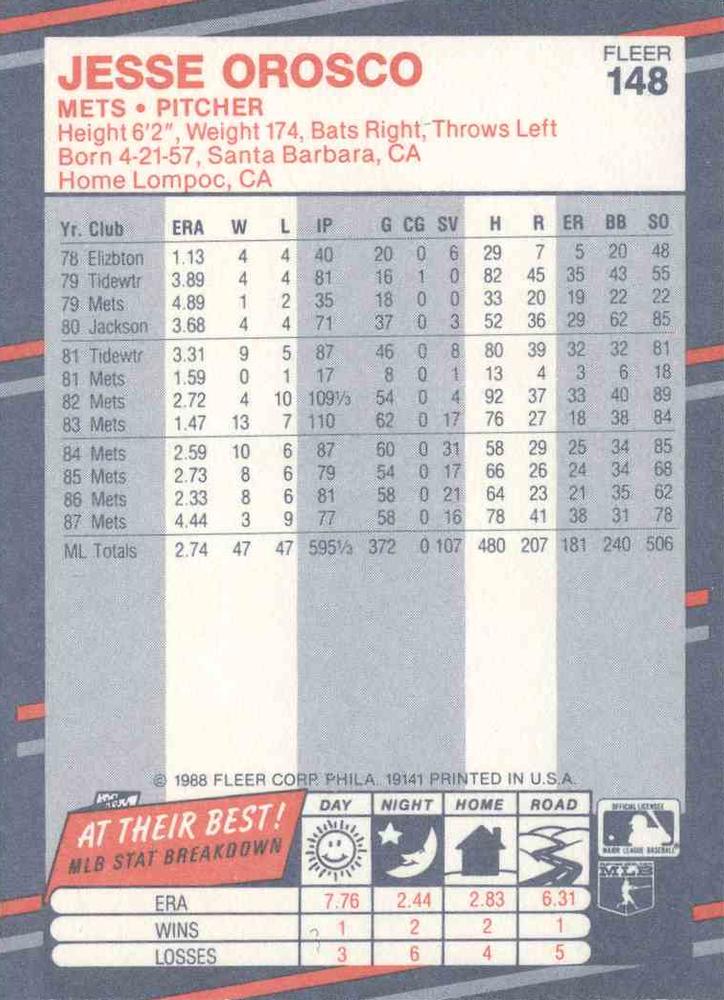 JESSE OROSCO
FLEER
148
METS • PITCHER
Height 6'2", Weight 174, Bats Right, Throws Left
Born 4-21-57, Santa Barbara, CA
Home Lompoc, CA
Yr. Club ERA W L IP G CG SV H R ER BB SO
78 Elizbton 1.13 4 4 40 20 0 6 29 7 5 20 48
79 Tidewtr 3.89 4 4 81 16 1 0 82 45 35 43 55
79 Mets 4.89 1 2 35 18 0 0 33 20 19 22 22
80 Jackson 3.68 4 4 71 37 0 3 52 36 29 62 85
81 Tidewtr 3.31 9 5 87 46 0 8 80 39 32 32 81
81 Mets 1.59 0 1 17 8 0 1 13 4 3 6 18
82 Mets 2.72 4 10 109⅓ 54 0 4 92 37 33 40 89
83 Mets 1.47 13 7 110 62 0 17 76 27 18 38 84
84 Mets 2.59 10 6 87 60 0 31 58 29 25 34 85
85 Mets 2.73 8 6 79 54 0 17 66 26 24 34 68
86 Mets 2.33 8 6 81 58 0 21 64 23 21 35 62
87 Mets 4.44 3 9 77 58 0 16 78 41 38 31 78
ML Totals 2.74 47 47 595⅓ 372 0 107 480 207 181 240 506
© 1988 FLEER CORP. PHILA. 19141 PRINTED IN U.S.A.
AT THEIR BEST!
MLB STAT BREAKDOWN
DAY NIGHT HOME ROAD
OFFICIAL LICENSEE
MAJOR LEAGUE BASEBALL
MLB
ERA 7.76 2.44 2.83 6.31
WINS 1 2 2 1
LOSSES 3 6 4 5